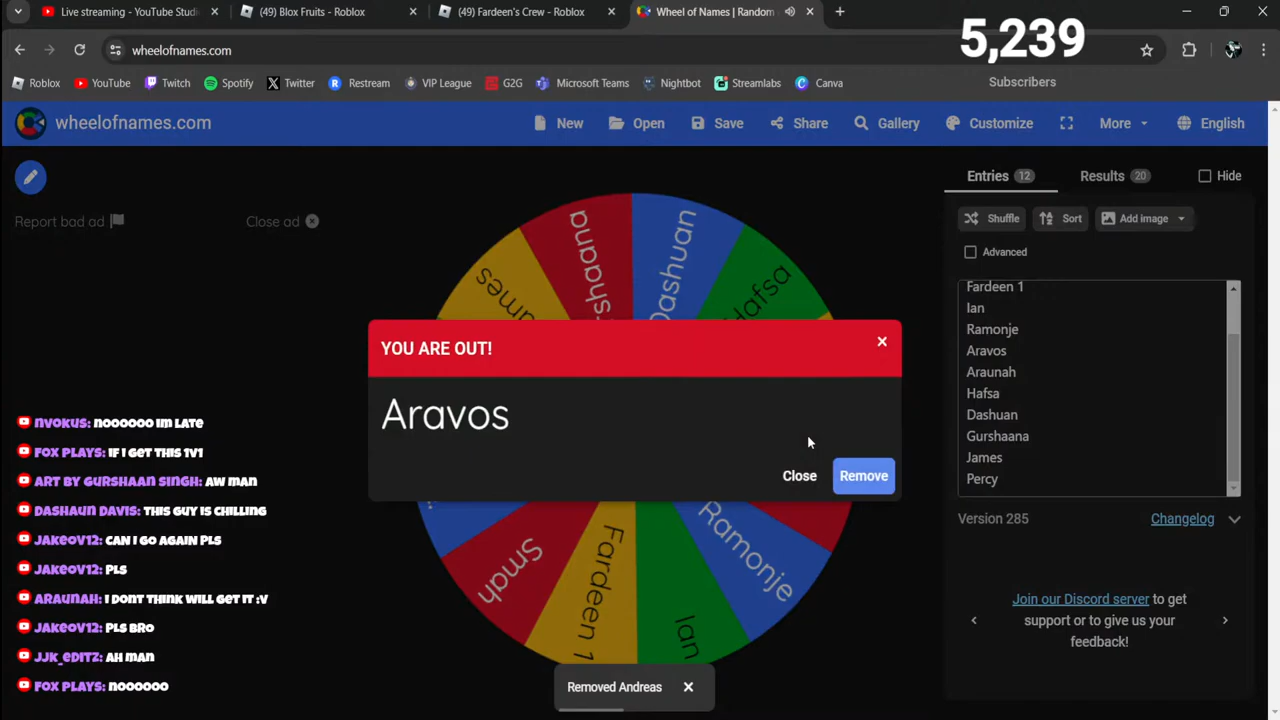 Live streaming - YouTube Studi
(49) Blox Fruits - Roblox
(49) Fardeen's Crew - Roblox
Wheel of Names | Random
wheelofnames.com
5,239
Subscribers
Roblox
YouTube
Twitch
Spotify
Twitter
Restream
VIP League
G2G
Microsoft Teams
Nightbot
Streamlabs
Canva
wheelofnames.com
New
Open
Save
Share
Gallery
Customize
More
English
Report bad ad
Close ad
Entries 12
Results 20
Hide
Shuffle
Sort
Add image
Advanced
Fardeen 1
Ian
Ramonje
Aravos
Araunah
Hafsa
Dashuan
Gurshaana
James
Percy
Version 285
Changelog
Join our Discord server to get
support or to give us your
feedback!
Dashuan
Hafsa
Ramonje
Ian
Fardeen 1
Smah
YOU ARE OUT!
Aravos
Close
Remove
Removed Andreas
NVOKUS: NOOOOOO IM LATE
FOX PLAYS: IF I GET THIS 1V1
ART BY GURSHAAN SINGH: AW MAN
DASHAUN DAVIS: THIS GUY IS CHILLING
JAKEOV12: CAN I GO AGAIN PLS
JAKEOV12: PLS
ARAUNAH: I DONT THINK WILL GET IT :V
JAKEOV12: PLS BRO
JJK_EDITZ: AH MAN
FOX PLAYS: NOOOOOO